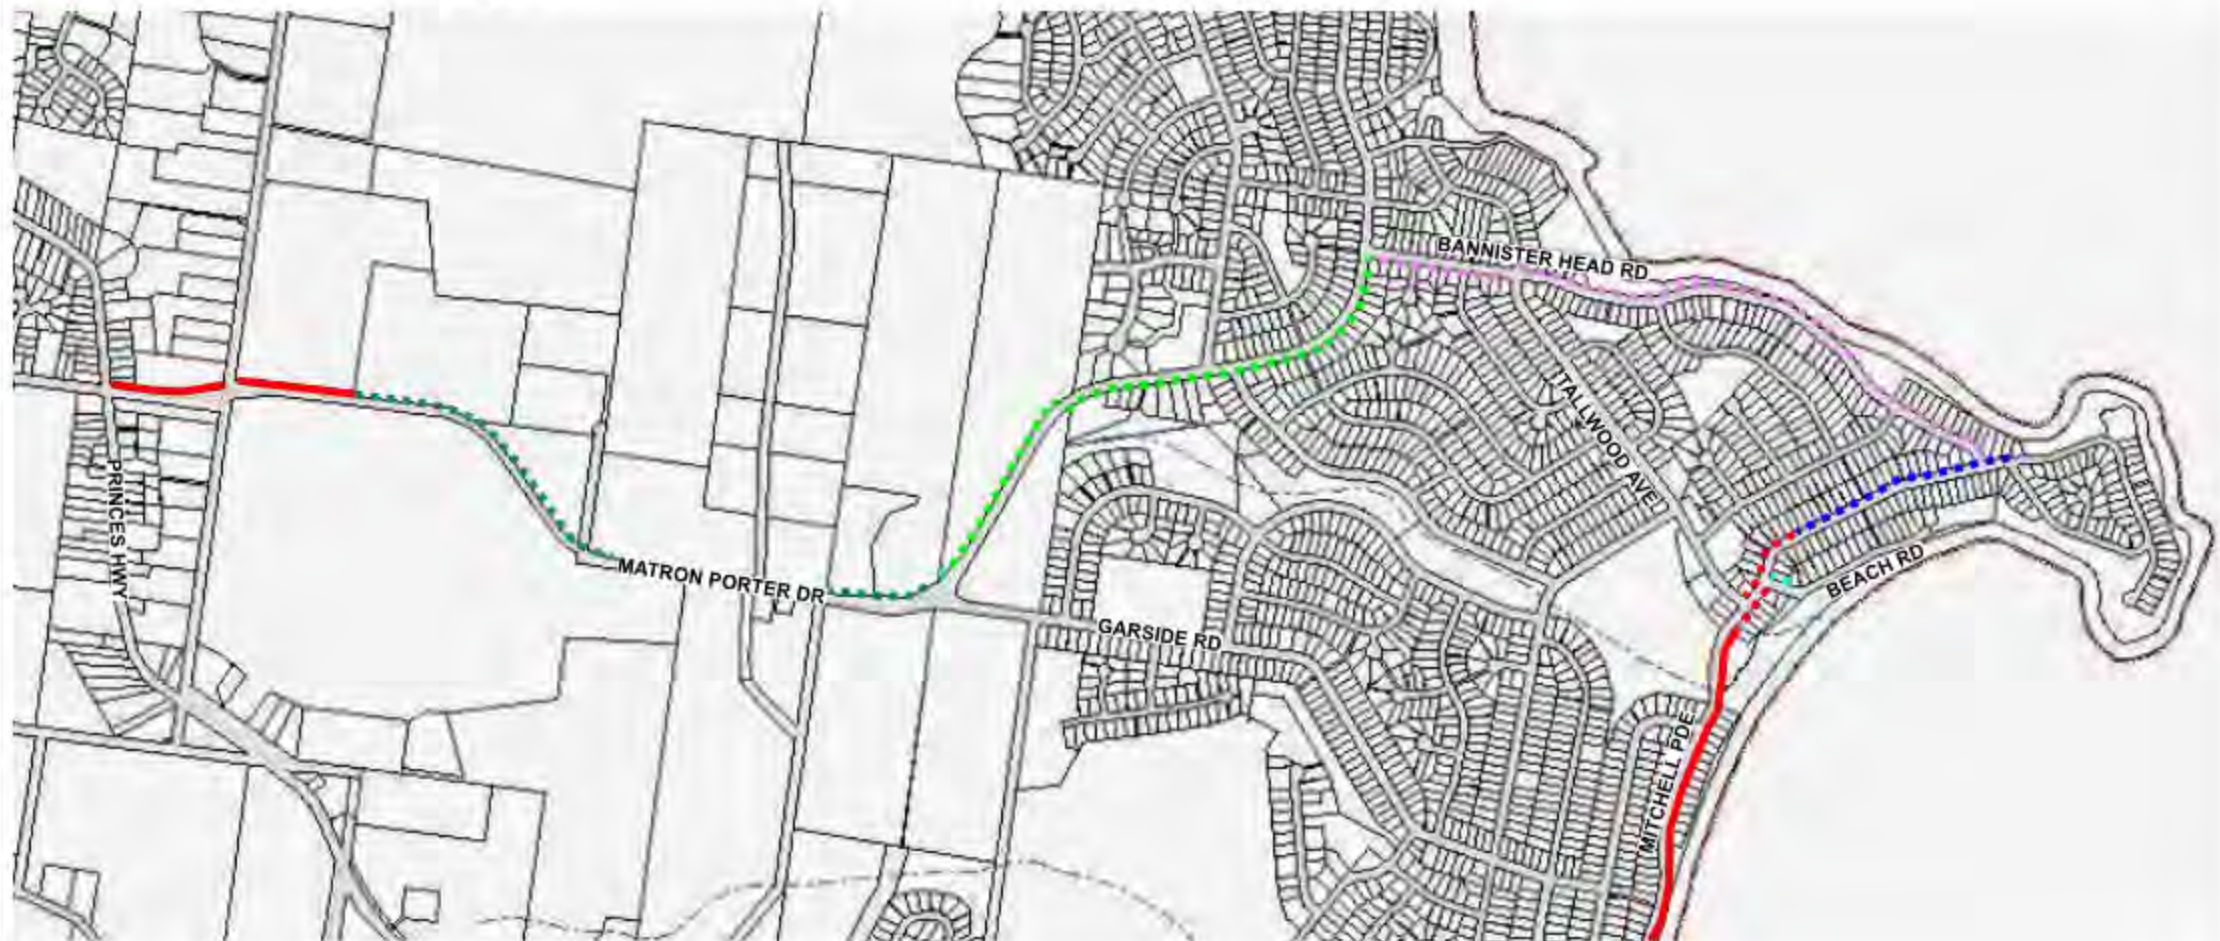 BANNISTER HEAD RD
TALLWOOD AVE
PRINCES HWY
MATRON PORTER DR
BEACH RD
GARSIDE RD
MITCHELL PDE